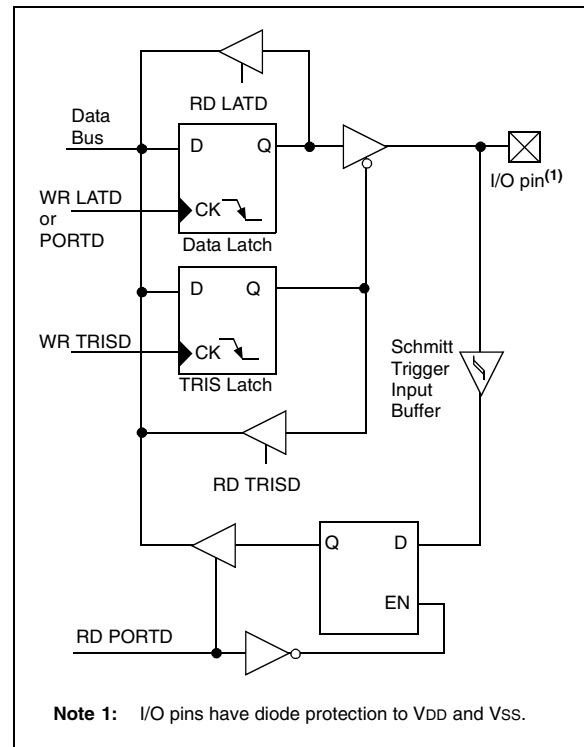 RD LATD
Data
Bus
D Q
I/O pin(1)
WR LATD
or
PORTD
CK
Data Latch
D Q
WR TRISD
CK
TRIS Latch
Schmitt
Trigger
Input
Buffer
RD TRISD
Q D
EN
RD PORTD
Note 1: I/O pins have diode protection to VDD and VSS.